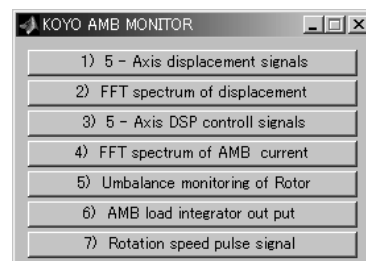 KOYO AMB MONITOR
1) 5 - Axis displacement signals
2) FFT spectrum of displacement
3) 5 - Axis DSP controll signals
4) FFT spectrum of AMB current
5) Umbalance monitoring of Rotor
6) AMB load integrator out put
7) Rotation speed pulse signal